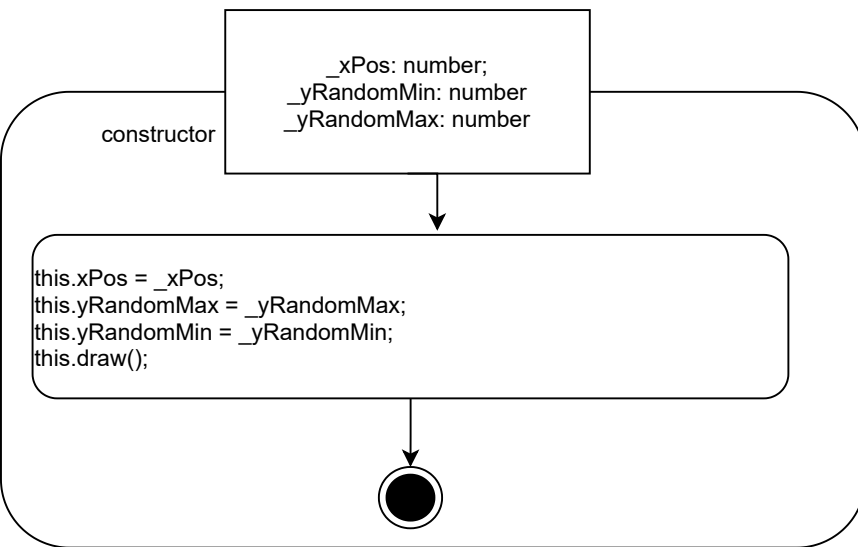 _xPos: number;
_yRandomMin: number
_yRandomMax: number
constructor
this.xPos = _xPos;
this.yRandomMax = _yRandomMax;
this.yRandomMin = _yRandomMin;
this.draw();